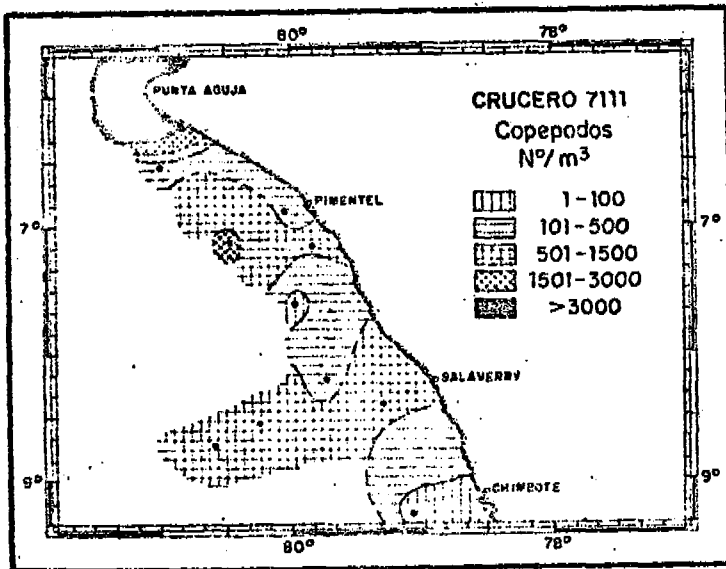 80° 78°
PUNTA AGUJA
CRUCERO 7111
Copepodos
N°/m³
1-100
101-500
501-1500
1501-3000
>3000
PIMENTEL
7° 7°
SALAVERRY
9° 9°
CHIMBOTE
80° 78°